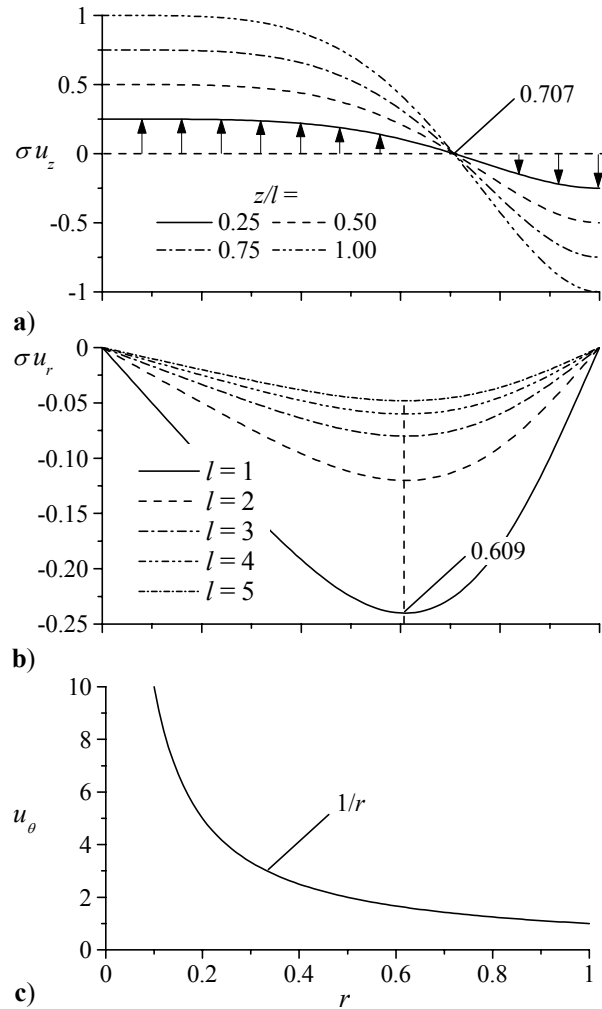 1
0.5
0.707
σu_z
0
z/l =
0.25
0.50
-0.5
0.75
1.00
-1
a)
0
σu_r
-0.05
-0.10
l = 1
l = 2
-0.15
l = 3
0.609
l = 4
-0.20
l = 5
-0.25
b)
10
8
6
1/r
u_θ
4
2
0
0 0.2 0.4 0.6 0.8 1
c)
r